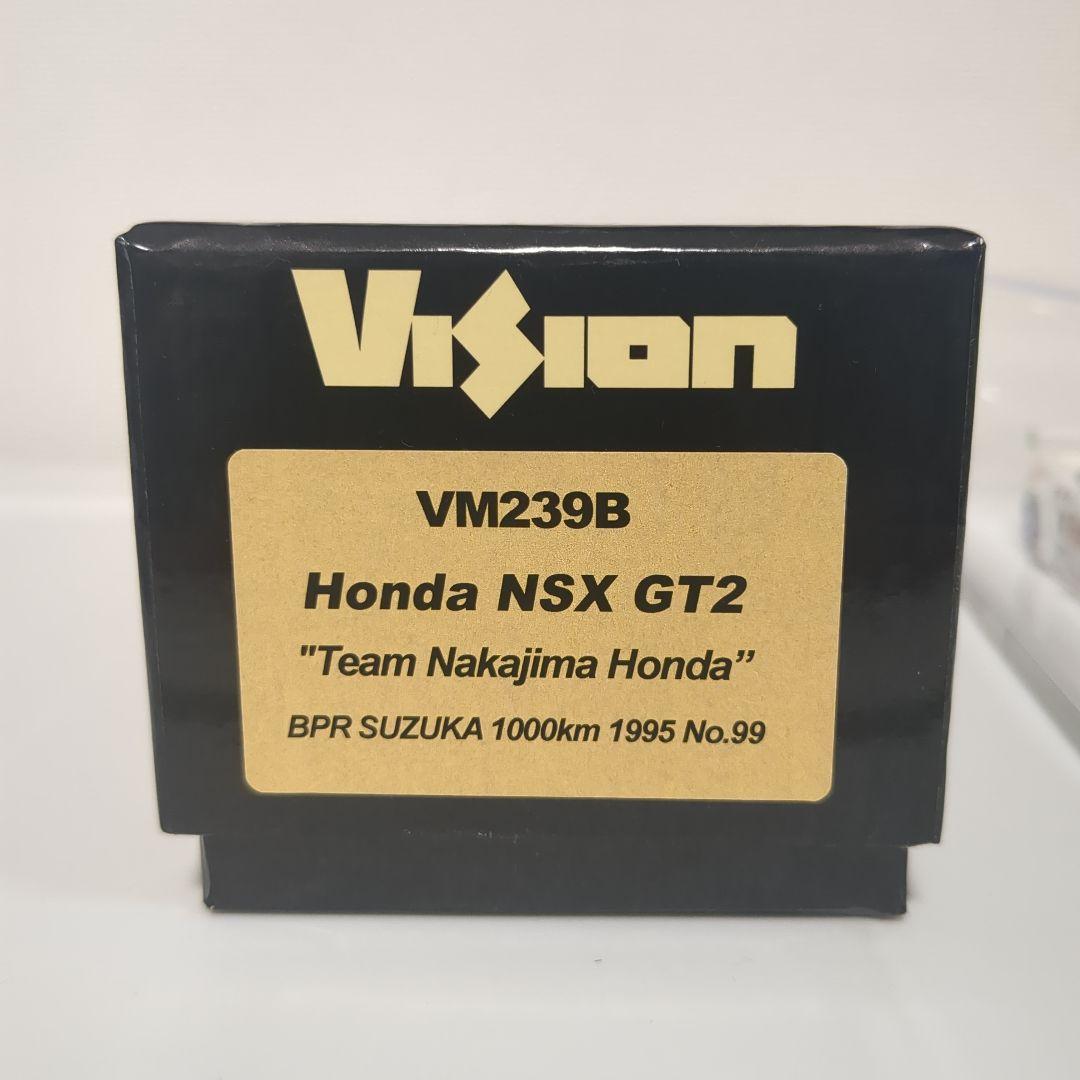 Vision
VM239B
Honda NSX GT2
"Team Nakajima Honda”
BPR SUZUKA 1000km 1995 No.99